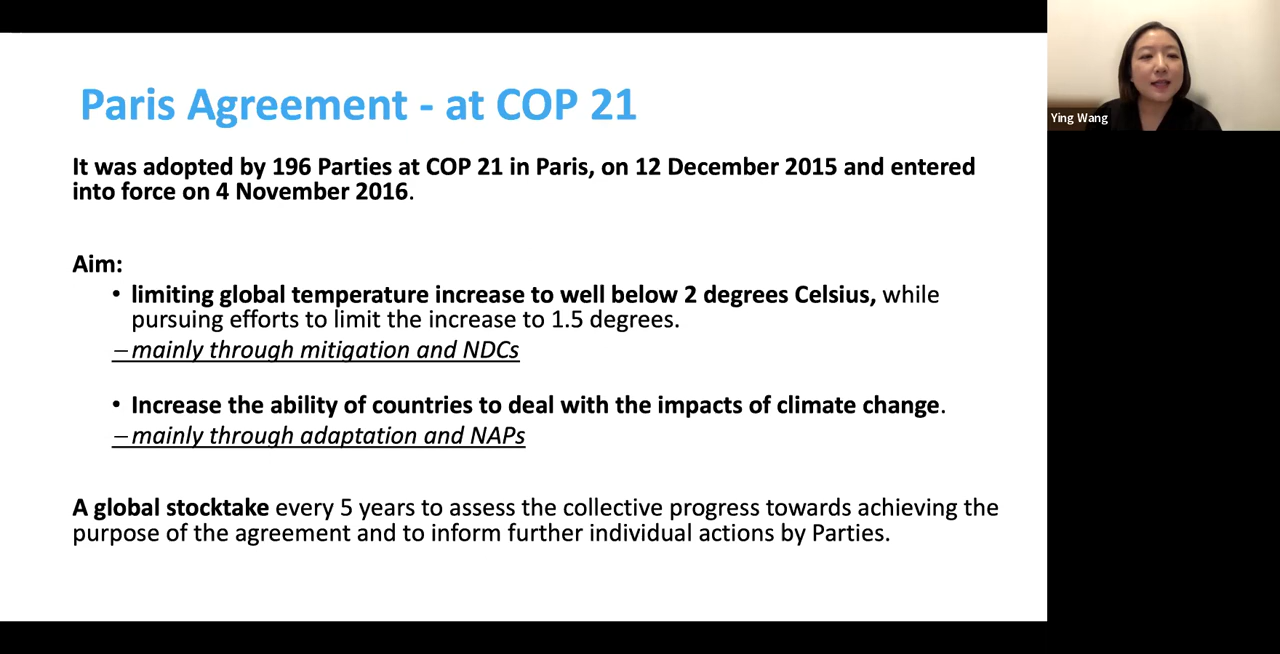 Paris Agreement - at COP 21
It was adopted by 196 Parties at COP 21 in Paris, on 12 December 2015 and entered
into force on 4 November 2016.
Aim:
• limiting global temperature increase to well below 2 degrees Celsius, while
pursuing efforts to limit the increase to 1.5 degrees.
–mainly through mitigation and NDCs
• Increase the ability of countries to deal with the impacts of climate change.
–mainly through adaptation and NAPs
A global stocktake every 5 years to assess the collective progress towards achieving the
purpose of the agreement and to inform further individual actions by Parties.
Ying Wang